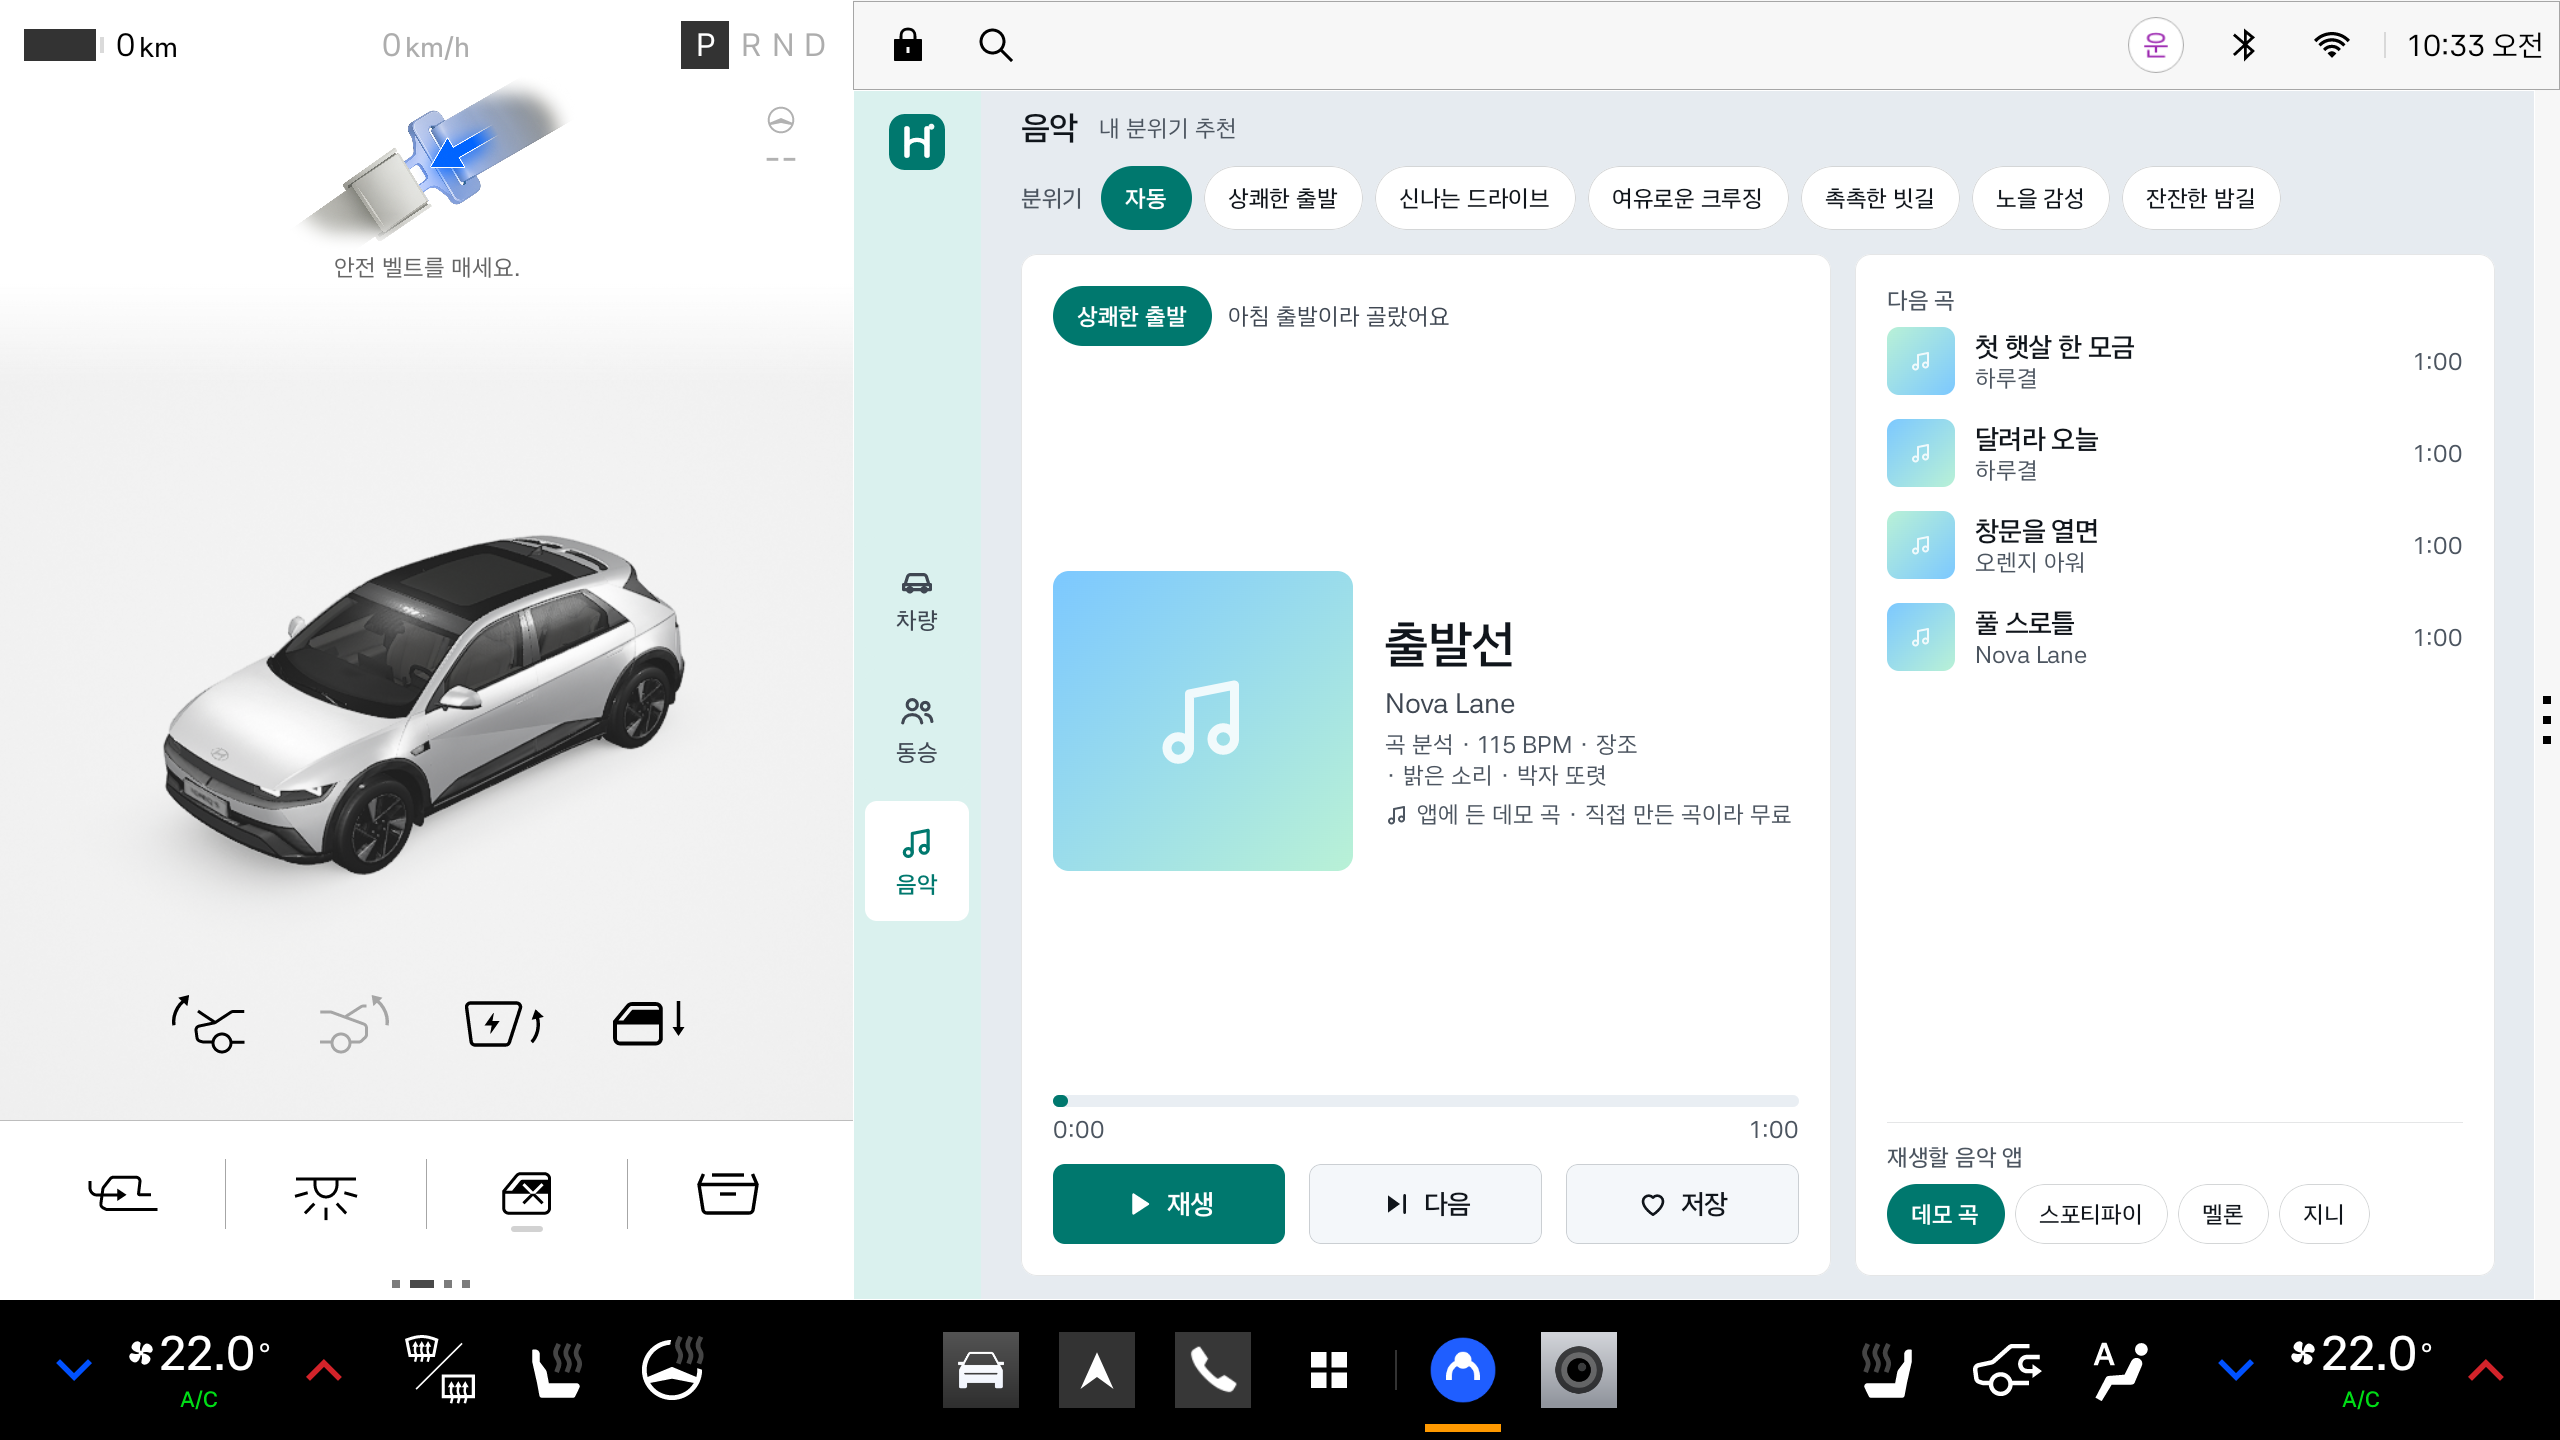 0 km
0 km/h
P R N D
안전 벨트를 매세요.
운
10:33 오전
음악 내 분위기 추천
분위기 자동 상쾌한 출발 신나는 드라이브 여유로운 크루징 촉촉한 빗길 노을 감성 잔잔한 밤길
차량
동승
음악
상쾌한 출발 아침 출발이라 골랐어요
출발선
Nova Lane
곡 분석 · 115 BPM · 장조
· 밝은 소리 · 박자 또렷
앱에 든 데모 곡 · 직접 만든 곡이라 무료
0:00 1:00
재생 다음 저장
다음 곡
첫 햇살 한 모금
하루결
1:00
달려라 오늘
하루결
1:00
창문을 열면
오렌지 아워
1:00
풀 스로틀
Nova Lane
1:00
재생할 음악 앱
데모 곡 스포티파이 멜론 지니
22.0°
A/C
A
22.0°
A/C